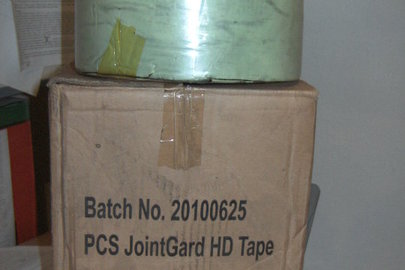 Batch No. 20100625
PCS JointGard HD Tape